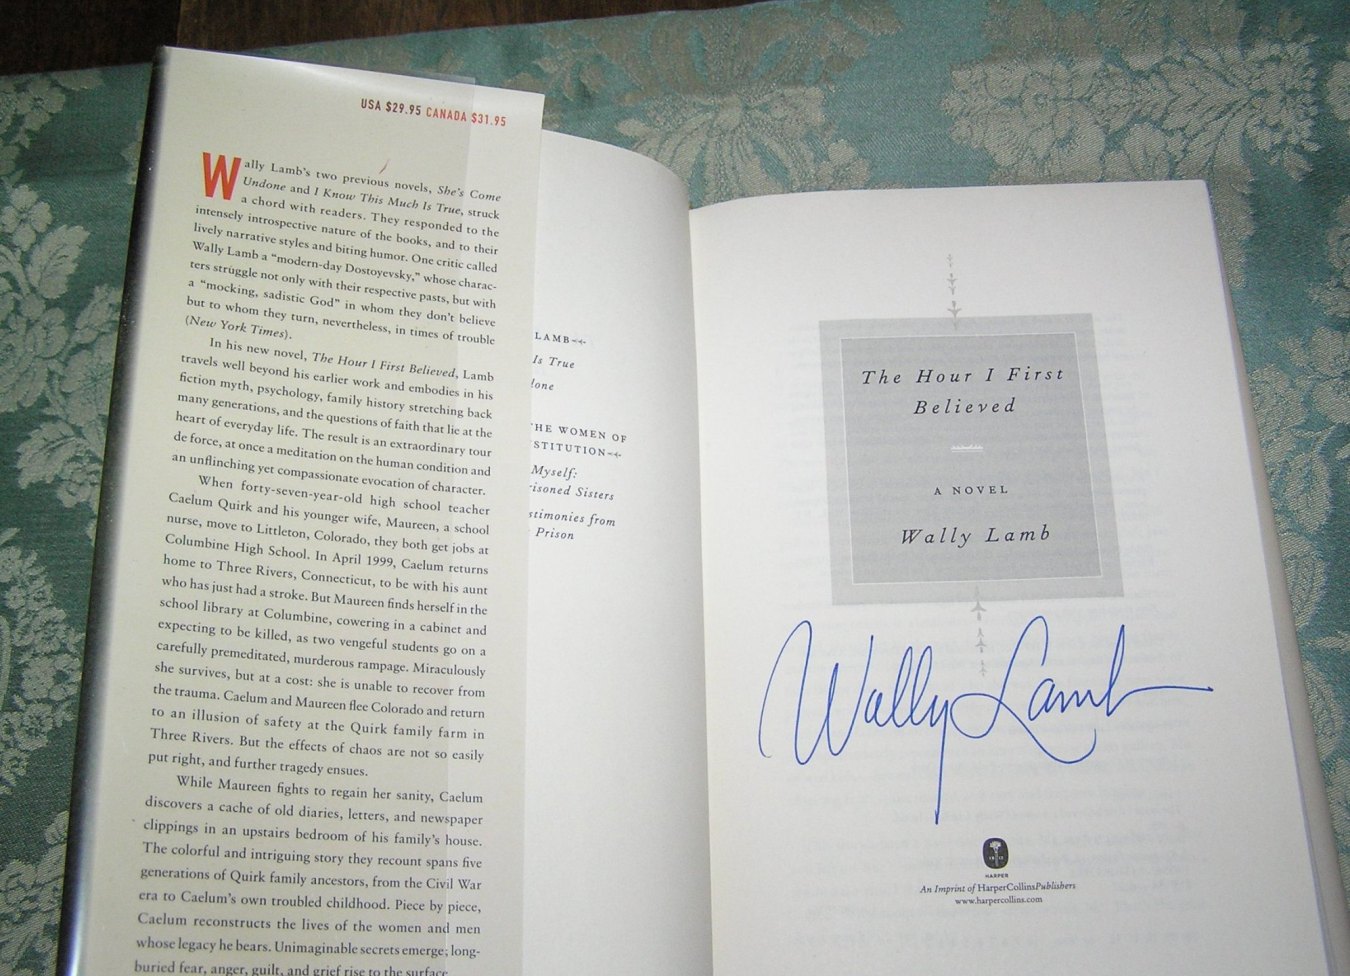 USA $29.95 CANADA $31.95
Wally Lamb's two previous novels, She's Come
Undone and I Know This Much Is True, struck
a chord with readers. They responded to the
intensely introspective nature of the books, and to their
lively narrative styles and biting humor. One critic called
Wally Lamb a "modern-day Dostoyevsky," whose charac-
ters struggle not only with their respective pasts, but with
a "mocking, sadistic God" in whom they don't believe
but to whom they turn, nevertheless, in times of trouble
(New York Times).
In his new novel, The Hour I First Believed, Lamb
travels well beyond his earlier work and embodies in his
fiction myth, psychology, family history stretching back
many generations, and the questions of faith that lie at the
heart of everyday life. The result is an extraordinary tour
de force, at once a meditation on the human condition and
an unflinching yet compassionate evocation of character.
When forty-seven-year-old high school teacher
Caelum Quirk and his younger wife, Maureen, a school
nurse, move to Littleton, Colorado, they both get jobs at
Columbine High School. In April 1999, Caelum returns
home to Three Rivers, Connecticut, to be with his aunt
who has just had a stroke. But Maureen finds herself in the
school library at Columbine, cowering in a cabinet and
expecting to be killed, as two vengeful students go on a
carefully premeditated, murderous rampage. Miraculously
she survives, but at a cost: she is unable to recover from
the trauma. Caelum and Maureen flee Colorado and return
to an illusion of safety at the Quirk family farm in
Three Rivers. But the effects of chaos are not so easily
put right, and further tragedy ensues.
While Maureen fights to regain her sanity, Caelum
discovers a cache of old diaries, letters, and newspaper
clippings in an upstairs bedroom of his family's house.
The colorful and intriguing story they recount spans five
generations of Quirk family ancestors, from the Civil War
era to Caelum's own troubled childhood. Piece by piece,
Caelum reconstructs the lives of the women and men
whose legacy he bears. Unimaginable secrets emerge; long-
buried fear, anger, guilt, and grief rise to the surface.
LAMB
Is True
lone
THE WOMEN OF
STITUTION
Myself:
risoned Sisters
stimonies from
Prison
The Hour I First
Believed
A NOVEL
Wally Lamb
Wally Lamb
HARPER
An Imprint of HarperCollinsPublishers
www.harpercollins.com